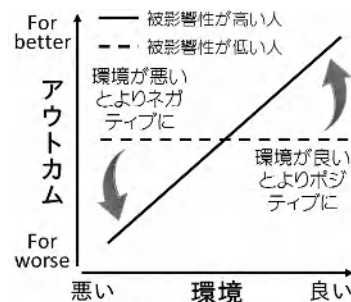 For
better
被影響性が高い人
被影響性が低い人
環境が悪い
とよりネガ
ティブに
アウトカム
環境が良い
とよりポジ
ティブに
For
worse
悪い
環境
良い